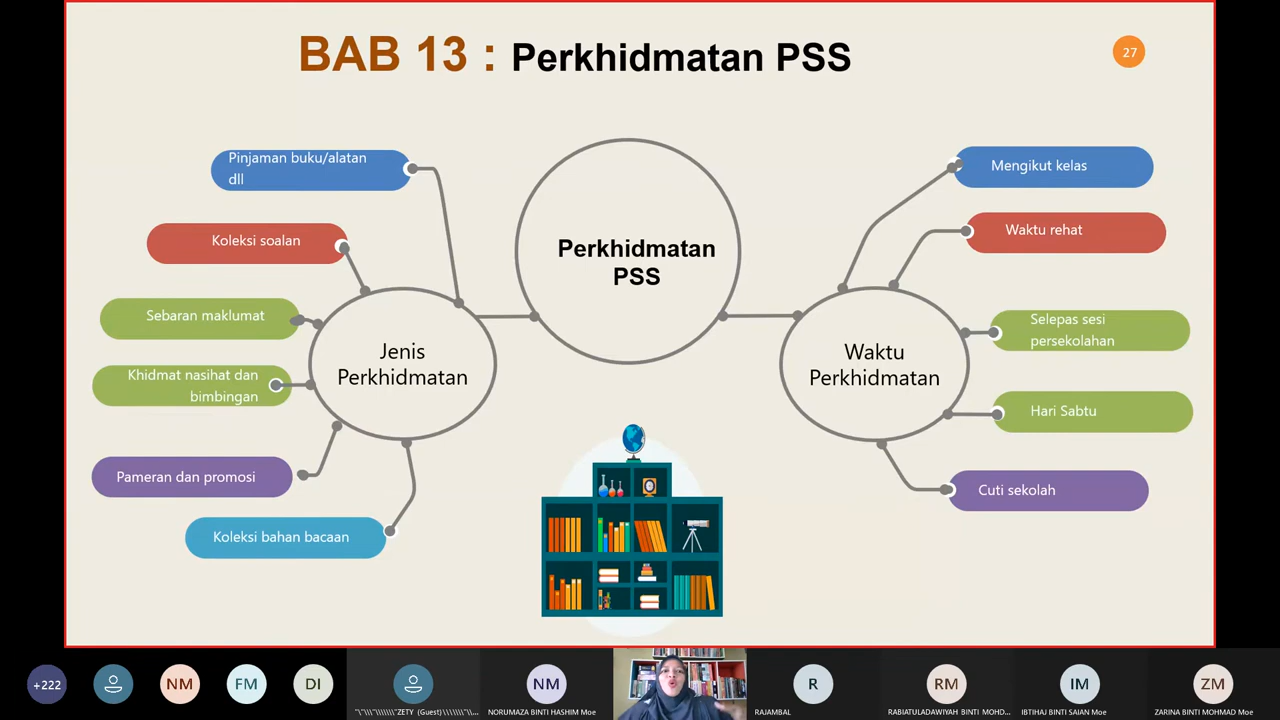 BAB 13 : Perkhidmatan PSS
27
Pinjaman buku/alatan
dll
Koleksi soalan
Sebaran maklumat
Khidmat nasihat dan
bimbingan
Pameran dan promosi
Koleksi bahan bacaan
Jenis
Perkhidmatan
Perkhidmatan
PSS
Waktu
Perkhidmatan
Mengikut kelas
Waktu rehat
Selepas sesi
persekolahan
Hari Sabtu
Cuti sekolah
+222
NM
FM
DI
"\"\\\"\\\\\\\"ZETY (Guest)\\\\\\\"\\...
NM
NORUMAZA BINTI HASHIM Moe
R
RAJAMBAL
RM
RABIATULADAWIYAH BINTI MOHD...
IM
IBTIHAJ BINTI SAIAN Moe
ZM
ZARINA BINTI MOHMAD Moe